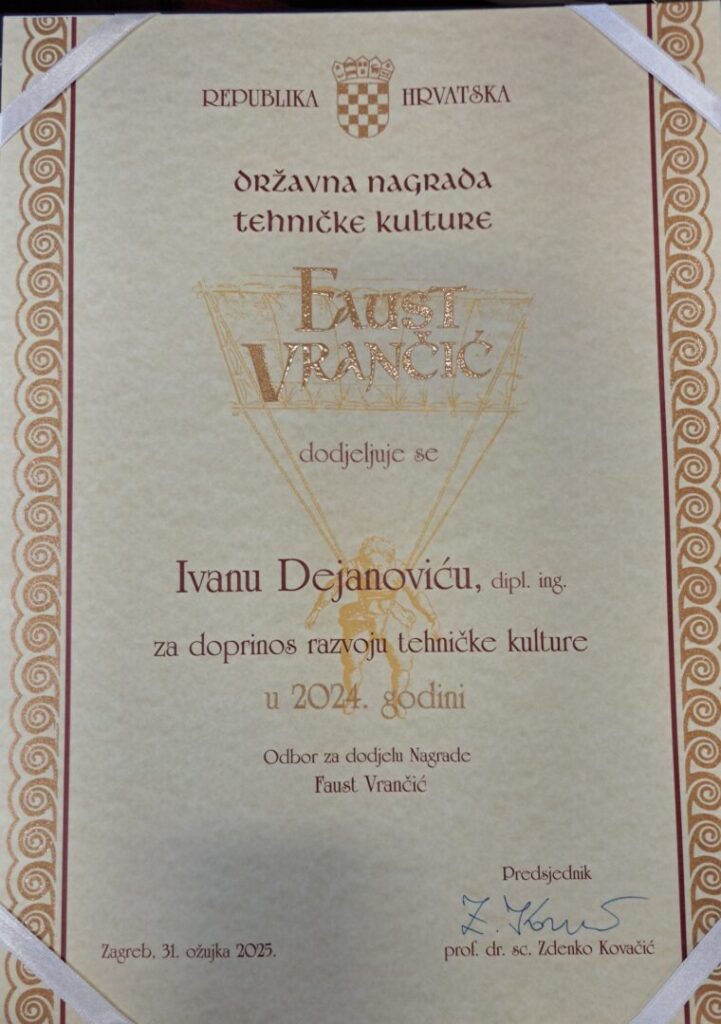 REPUBLIKA HRVATSKA
DRŽAVNA NAGRADA
TEHNIČKE KULTURE
FAUST
VRANČIĆ
dodjeljuje se
Ivanu Dejanoviću, dipl. ing.
za doprinos razvoju tehničke kulture
u 2024. godini
Odbor za dodjelu Nagrade
Faust Vrančić
Predsjednik
Zagreb, 31. ožujka 2025.
prof. dr. sc. Zdenko Kovačić